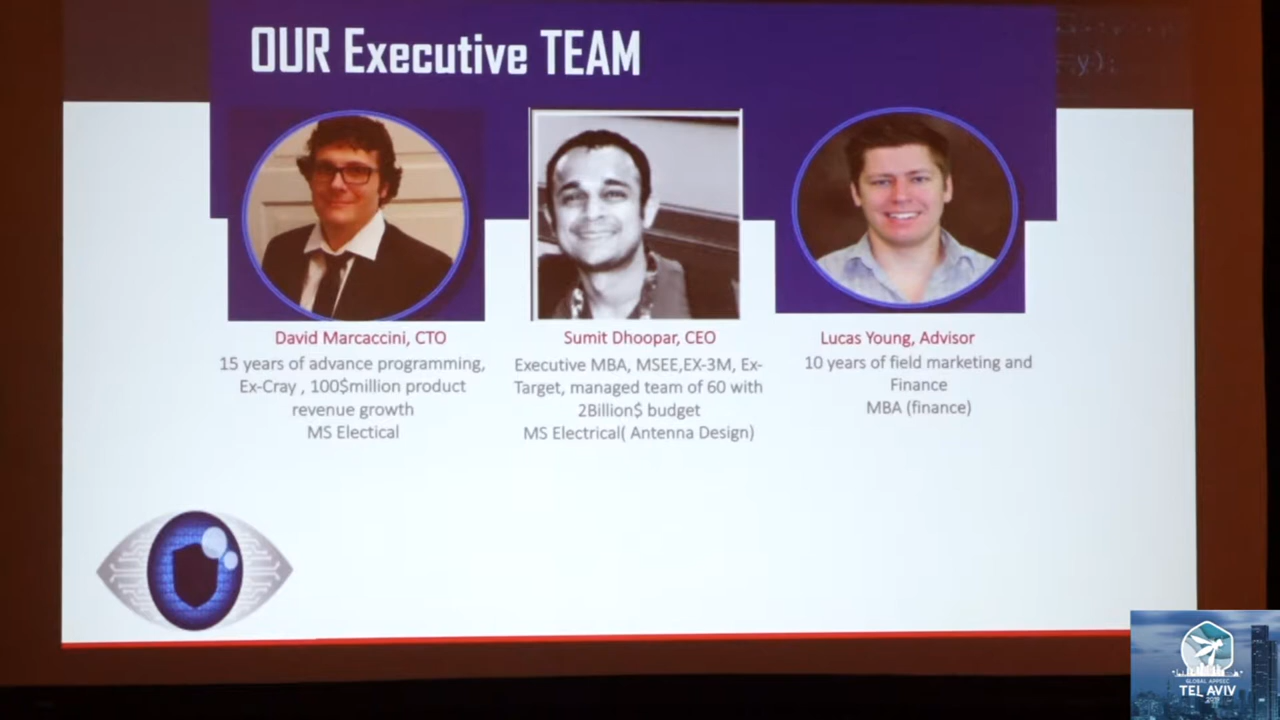 OUR Executive TEAM
David Marcaccini, CTO
15 years of advance programming,
Ex-Cray , 100$million product
revenue growth
MS Electical
Sumit Dhoopar, CEO
Executive MBA, MSEE,EX-3M, Ex-
Target, managed team of 60 with
2Billion$ budget
MS Electrical( Antenna Design)
Lucas Young, Advisor
10 years of field marketing and
Finance
MBA (finance)
GLOBAL APPSEC
TEL AVIV